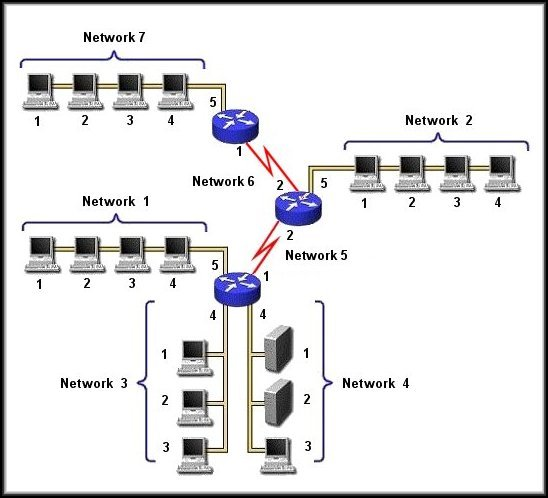 Network 7
5
1 2 3 4
1
Network 2
Network 6
2
5
1 2 3 4
2
Network 1
Network 5
5
1
1 2 3 4
4 4
1 1
Network 3
2 2
Network 4
3 3